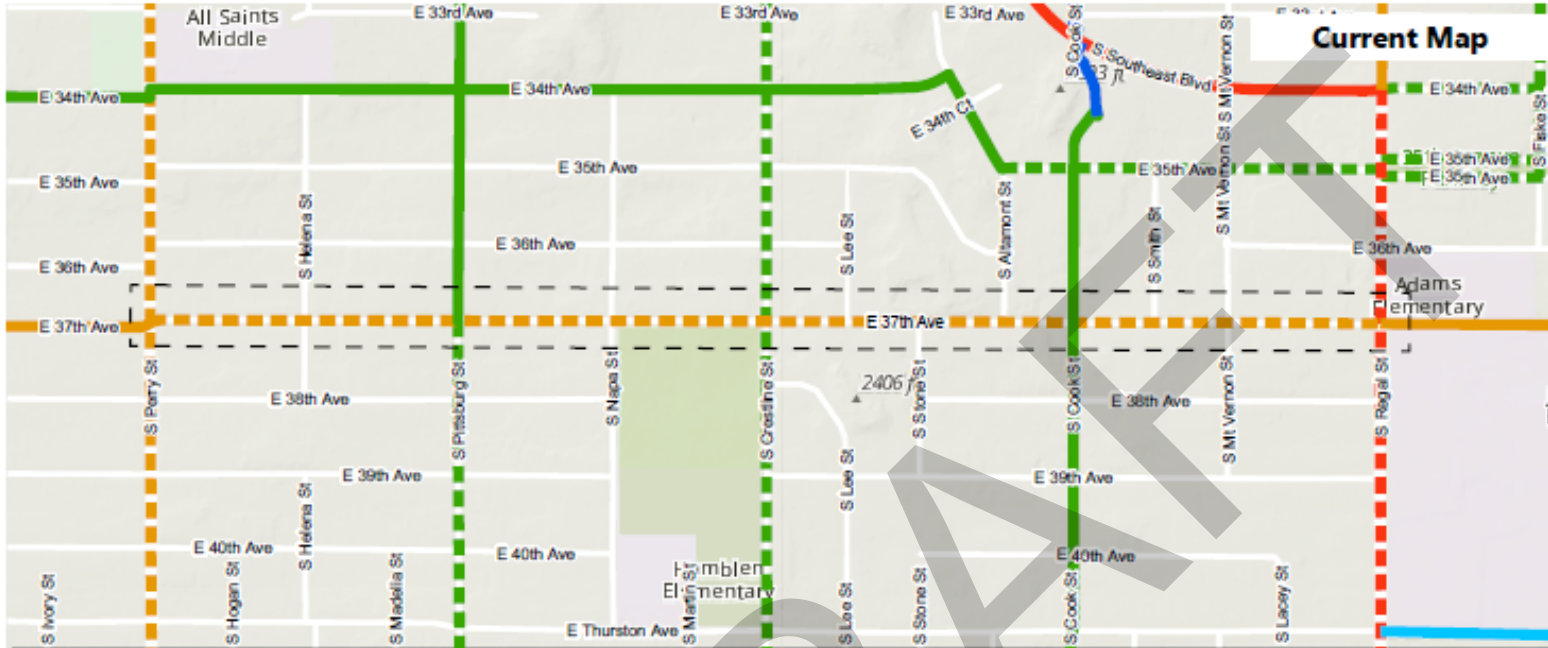 All Saints
Middle
E 33rd Ave
E 33rd Ave
E 33rd Ave
Current Map
S Cook St
S Southeast Blvd
S Mt Vernon St
E 34th Ave
E 34th Ave
E 34th Ave
E 34th Ct
S Fiske St
E 35th Ave
E 35th Ave
E 35th Ave
E 35th Ave
E 35th Ave
S Mt Vernon St
S Helena St
S Lee St
S Altamont St
S Smith St
E 36th Ave
E 36th Ave
E 36th Ave
Adams
Elementary
E 37th Ave
E 37th Ave
S Perry St
S Pittsburg St
S Napa St
S Crestline St
2406 f
S Stone St
S Cook St
S Mt Vernon St
S Regal St
E 38th Ave
E 38th Ave
E 39th Ave
E 39th Ave
S Helena St
S Lee St
E 40th Ave
E 40th Ave
E 40th Ave
Hamblen
Elementary
S Ivory St
S Hogan St
S Madelia St
S Martin St
S Lee St
S Stone St
S Cook St
S Lacey St
E Thurston Ave
DRAFT